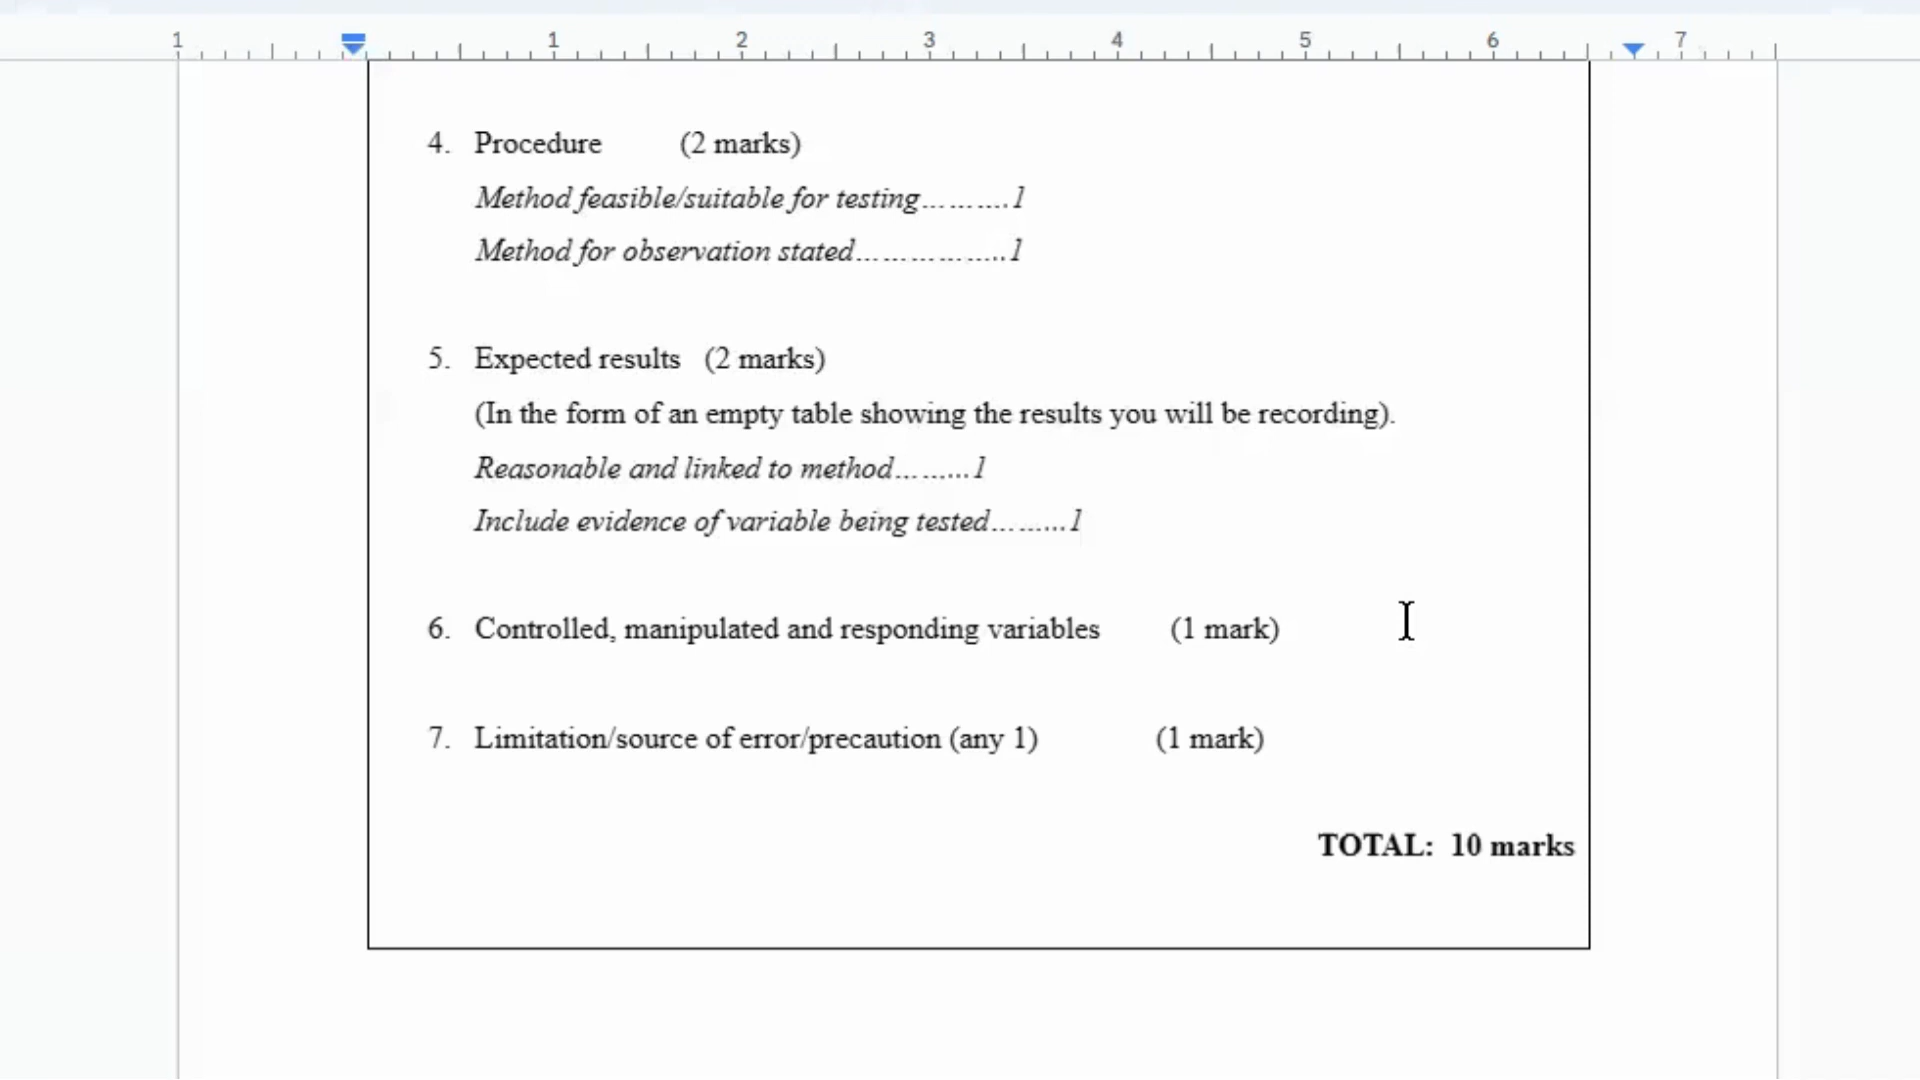 1 1 2 3 4 5 6 7
4. Procedure (2 marks)
Method feasible/suitable for testing……….1
Method for observation stated……………..1
5. Expected results (2 marks)
(In the form of an empty table showing the results you will be recording).
Reasonable and linked to method……...1
Include evidence of variable being tested……...1
6. Controlled, manipulated and responding variables (1 mark)
7. Limitation/source of error/precaution (any 1) (1 mark)
TOTAL: 10 marks